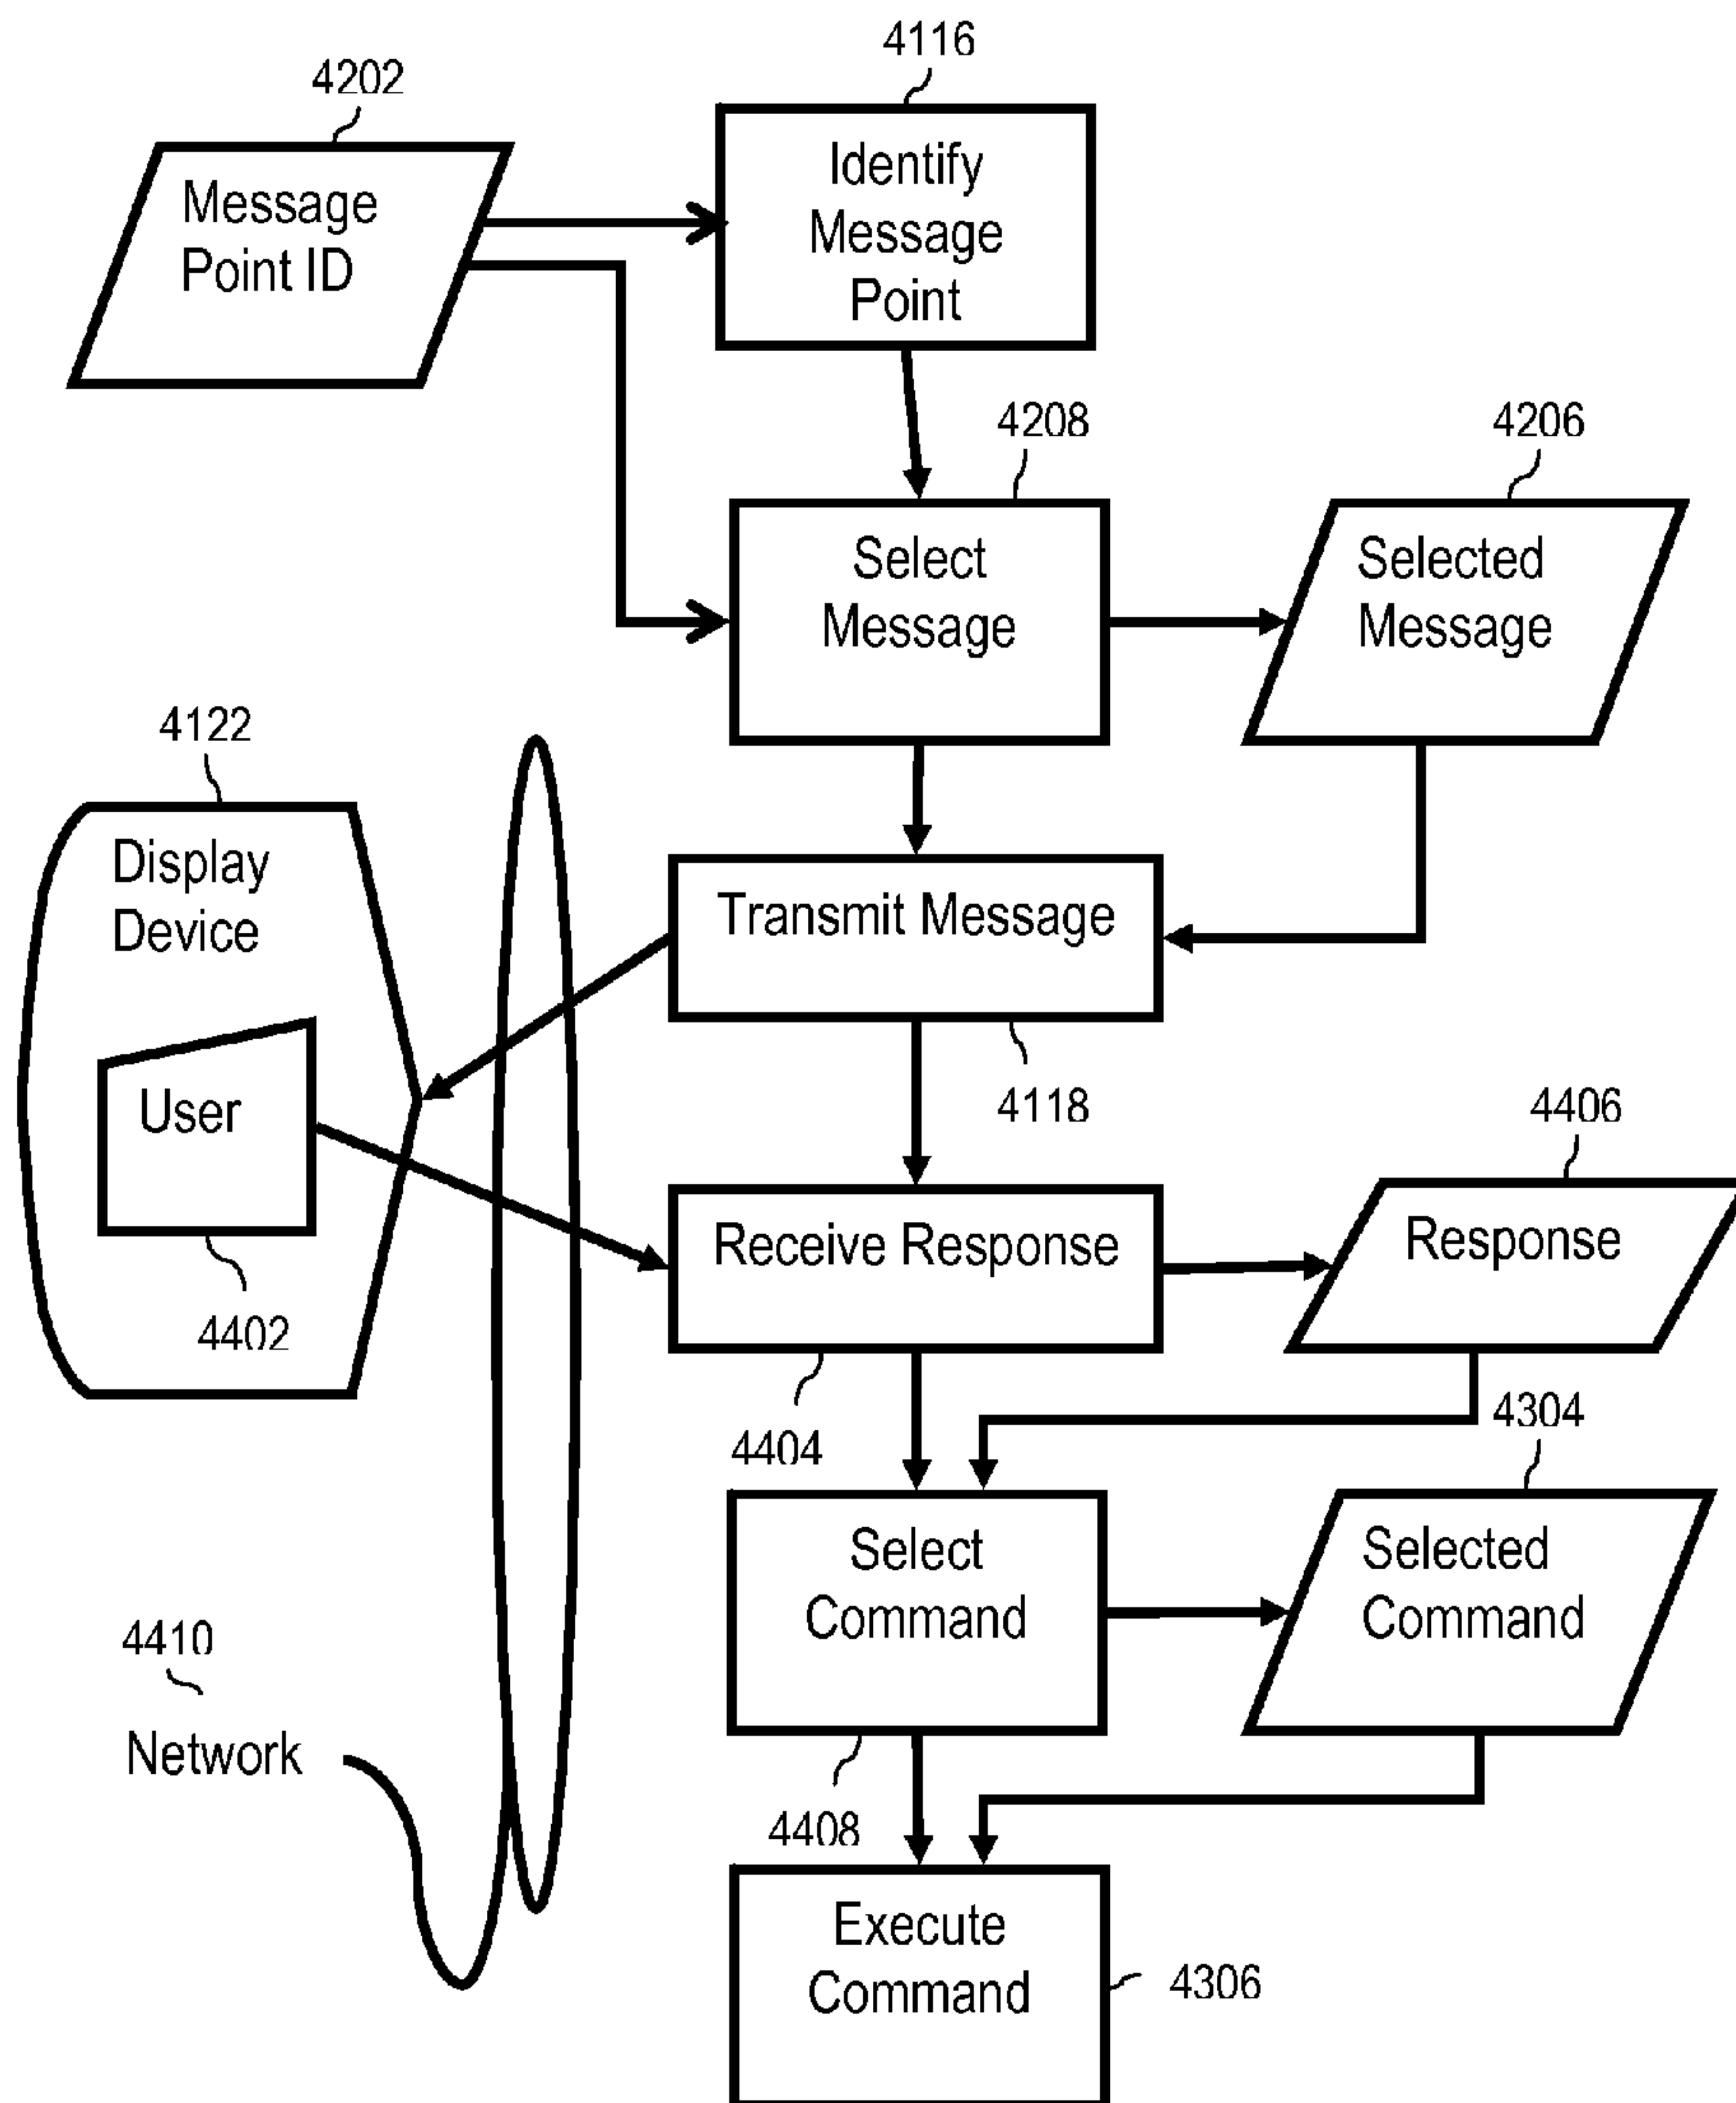 4116
4202
Identify
Message
Point
Message
Point ID
4208
4206
Select
Message
Selected
Message
4122
Display
Device
Transmit Message
User
4118
4406
Receive Response
Response
4402
4304
4404
Select
Command
Selected
Command
4410
Network
4408
Execute
Command
4306